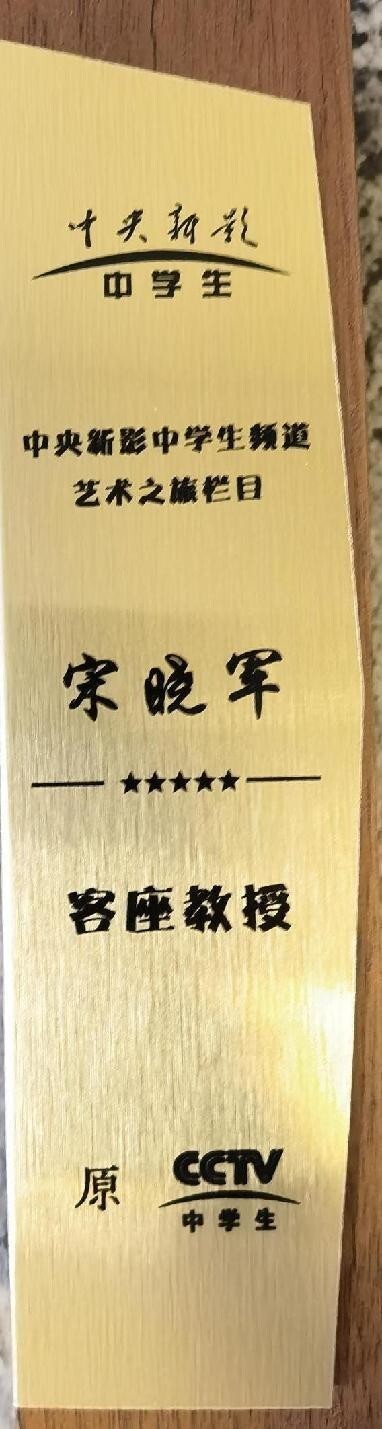 中央新影
中学生
中央新影中学生频道
艺术之旅栏目
宋晓军
★★★★★
客座教授
原 CCTV
中学生